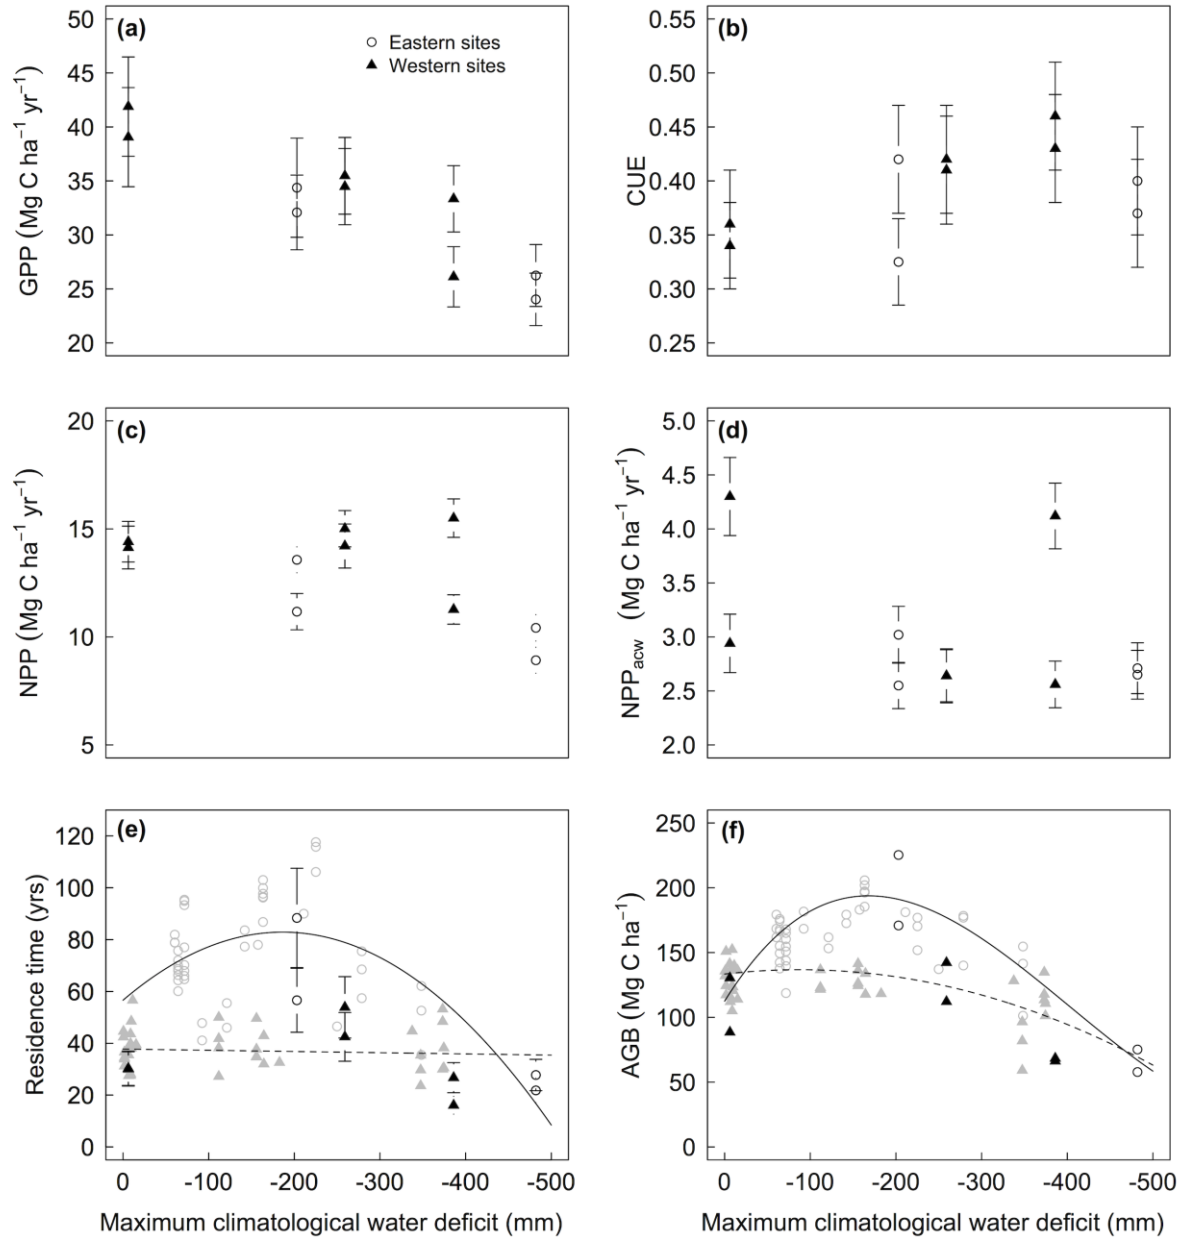 (a)
Eastern sites
Western sites
GPP (Mg C ha⁻¹ yr⁻¹)
50
45
40
35
30
25
20
(b)
CUE
0.55
0.50
0.45
0.40
0.35
0.30
0.25
(c)
NPP (Mg C ha⁻¹ yr⁻¹)
20
15
10
5
(d)
NPPacw (Mg C ha⁻¹ yr⁻¹)
5.0
4.5
4.0
3.5
3.0
2.5
2.0
(e)
Residence time (yrs)
120
100
80
60
40
20
0
0 -100 -200 -300 -400 -500
Maximum climatological water deficit (mm)
(f)
AGB (Mg C ha⁻¹)
250
200
150
100
50
0
0 -100 -200 -300 -400 -500
Maximum climatological water deficit (mm)